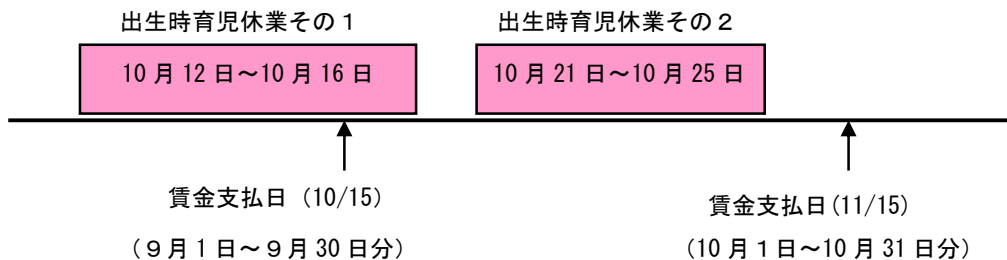 出生時育児休業その１
出生時育児休業その２
10 月 12 日～10 月 16 日
10 月 21 日～10 月 25 日
賃金支払日 (10/15)
（９月１日～９月 30 日分）
賃金支払日(11/15)
(10 月１日～10 月 31 日分）